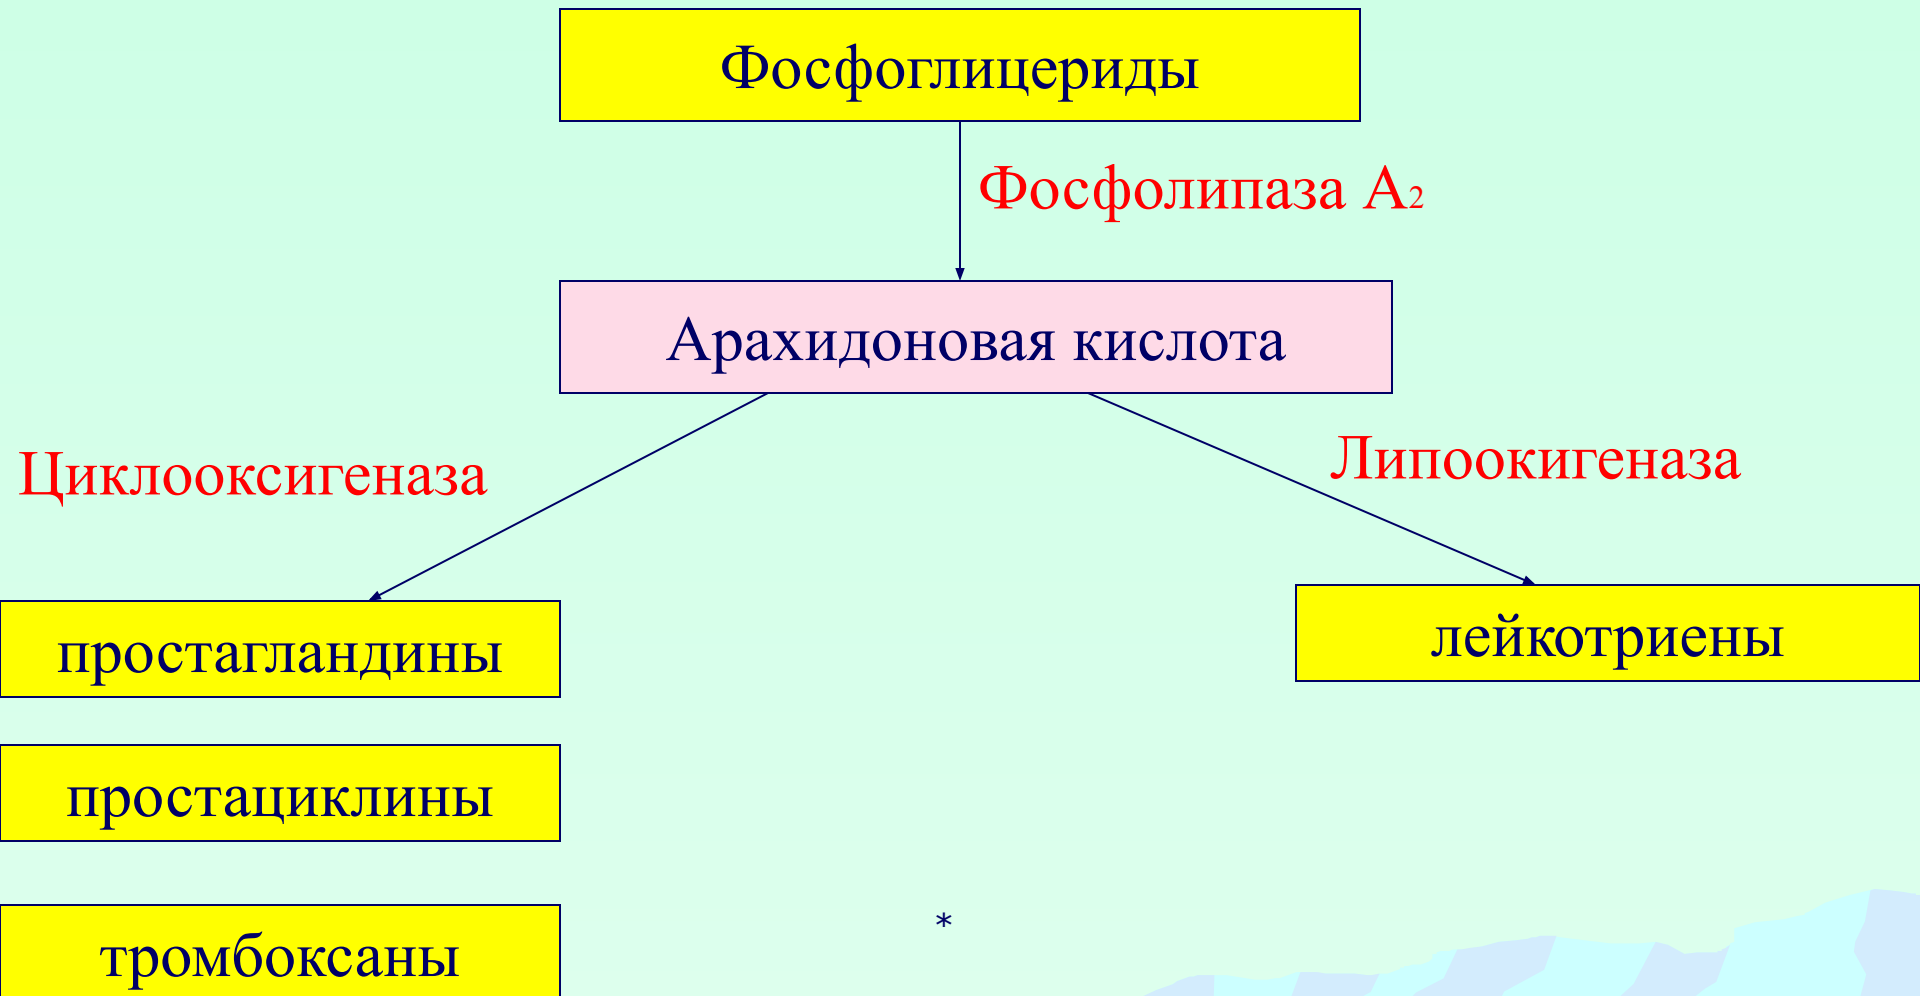 Фосфоглицериды
Фосфолипаза А₂
Арахидоновая кислота
Циклооксигеназа
Липоокигеназа
простагландины
лейкотриены
простациклины
тромбоксаны
*